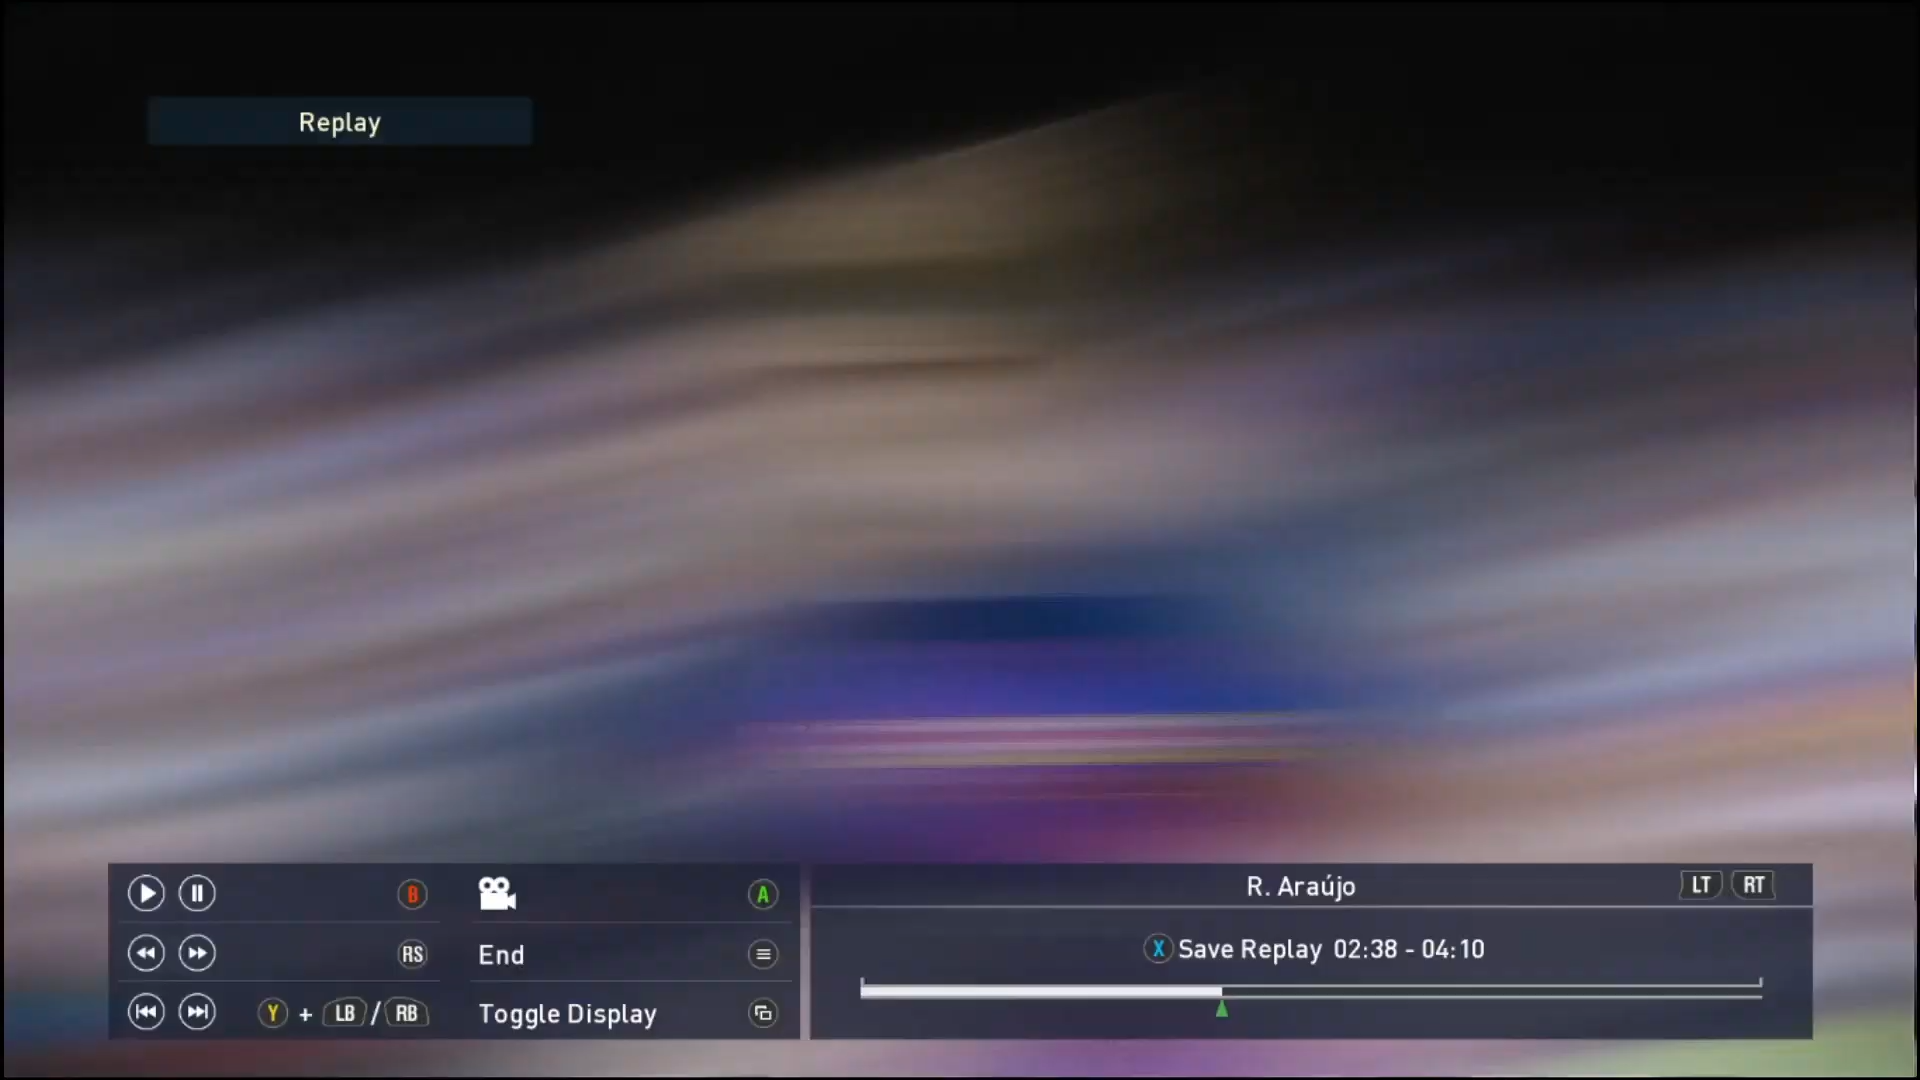 Replay
B
A
RS
End
Y + LB / RB
Toggle Display
R. Araújo
LT RT
X Save Replay 02:38 - 04:10